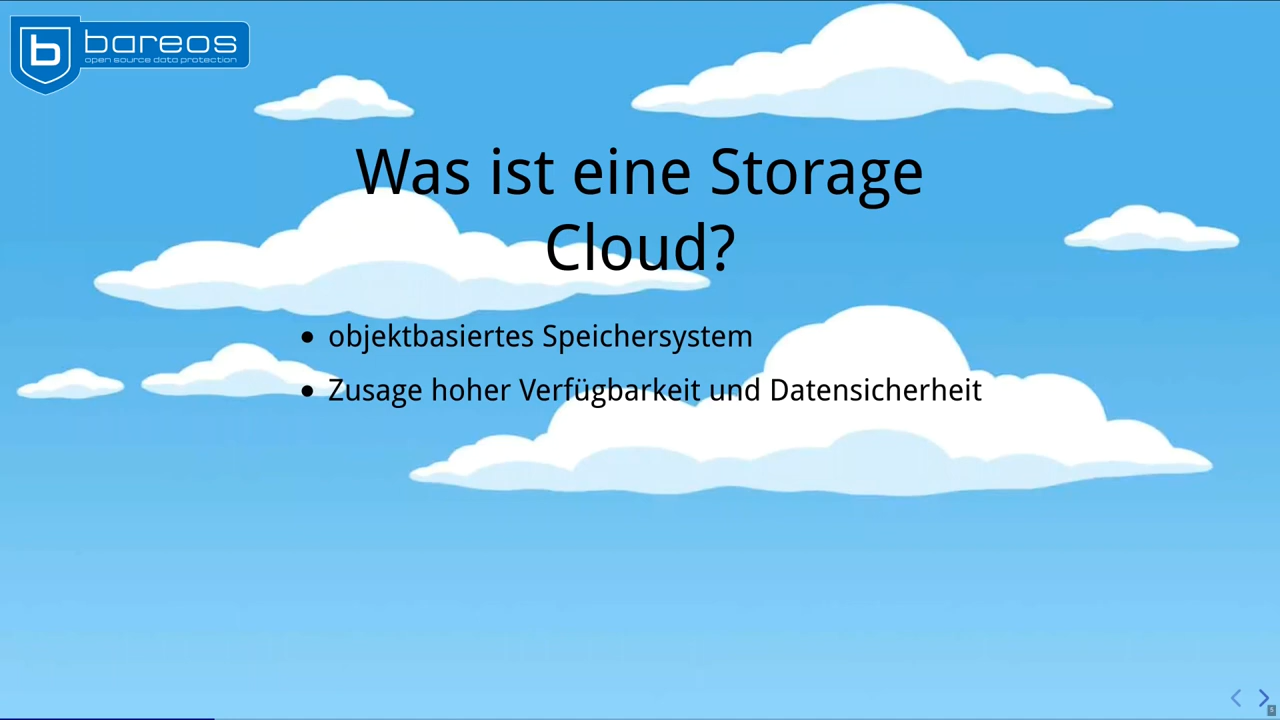 bareos
open source data protection
Was ist eine Storage
Cloud?
• objektbasiertes Speichersystem
• Zusage hoher Verfügbarkeit und Datensicherheit